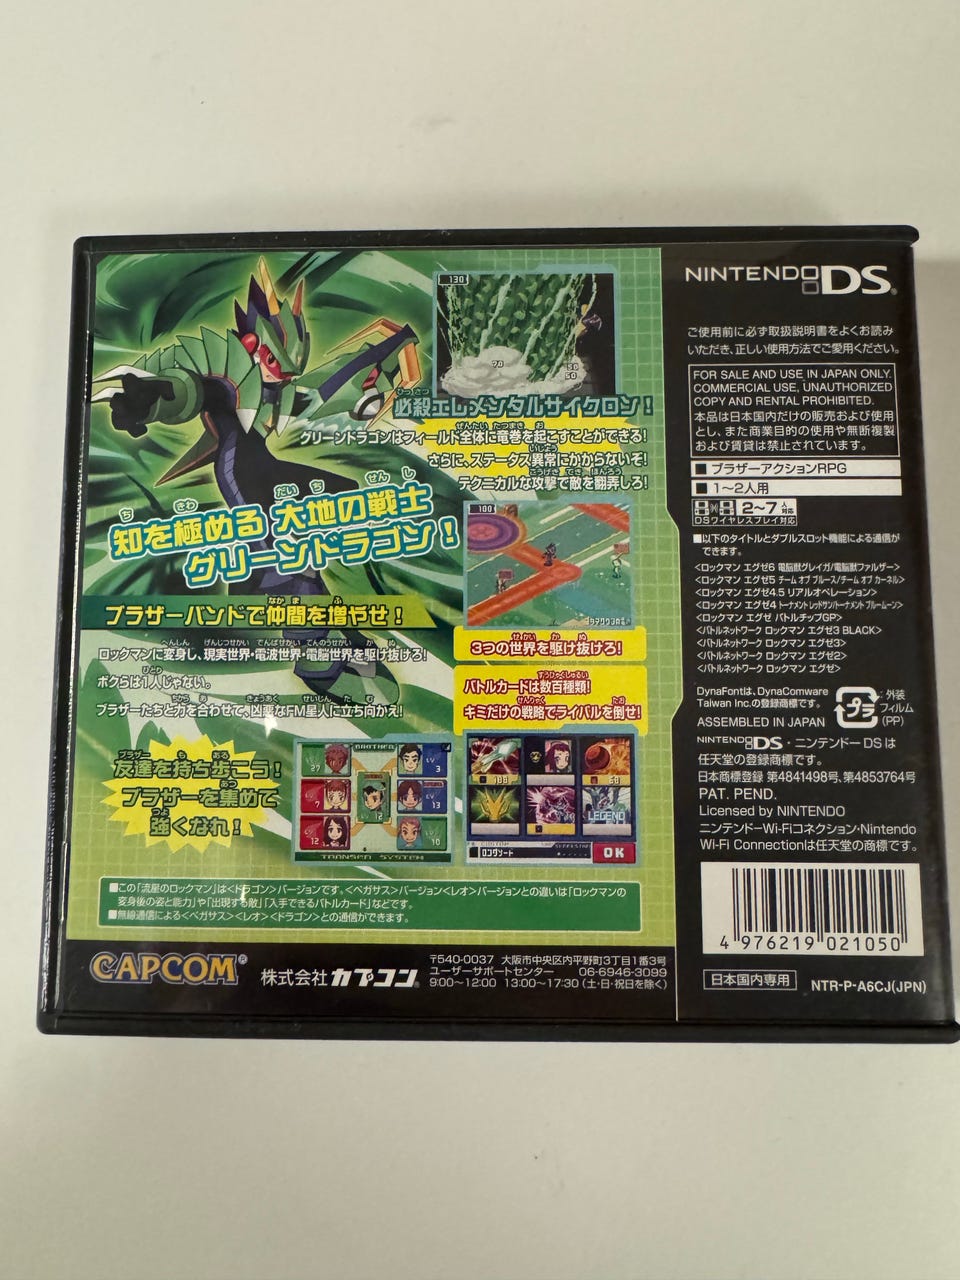 130
70
50
50
必殺エレメンタルサイクロン！
グリーンドラゴンはフィールド全体に竜巻を起こすことができる！
さらに、ステータス異常にかからないぞ！
テクニカルな攻撃で敵を翻弄しろ！
知を極める 大地の戦士
グリーンドラゴン！
100
ブラザーバンドで仲間を増やせ！
ロックマンに変身し、現実世界・電波世界・電脳世界を駆け抜けろ！
ボクらは1人じゃない。
ブラザーたちと力を合わせて、凶悪なFM星人に立ち向かえ！
3つの世界を駆け抜けろ！
バトルカードは数百種類！
キミだけの戦略でライバルを倒せ！
友達を持ち歩こう！
ブラザーを集めて
強くなれ！
BROTHER
27
LV 3
7
LV 13
12
12
10
TRANSER SYSTEM
LEGEND
ロングソード
OK
■この「流星のロックマン」は<ドラゴン>バージョンです。<ペガサス>バージョン<レオ>バージョンとの違いは「ロックマンの
変身後の姿と能力」や「出現する敵」「入手できるバトルカード」などです。
■無線通信による<ペガサス><レオ><ドラゴン>との通信ができます。
CAPCOM®
株式会社カプコン
〒540-0037 大阪市中央区内平野町3丁目1番3号
ユーザーサポートセンター 06-6946-3099
9:00〜12:00 13:00〜17:30 (土・日・祝日を除く)
NINTENDO DS
ご使用前に必ず取扱説明書をよくお読み
いただき、正しい使用方法でご愛用ください。
FOR SALE AND USE IN JAPAN ONLY.
COMMERCIAL USE, UNAUTHORIZED
COPY AND RENTAL PROHIBITED.
本品は日本国内だけの販売および使用
とし、また商業目的の使用や無断複製
および賃貸は禁止されています。
■ ブラザーアクションRPG
■ 1〜2人用
2〜7人対応
DSワイヤレスプレイ対応
■以下のタイトルとダブルスロット機能による通信が
できます。
<ロックマン エグゼ6 電脳獣グレイガ/電脳獣ファルザー>
<ロックマン エグゼ5 チーム オブ ブルース/チーム オブ カーネル>
<ロックマン エグゼ4.5 リアルオペレーション>
<ロックマン エグゼ4 トーナメント レッドサン/トーナメント ブルームーン>
<ロックマン エグゼ バトルチップGP>
<バトルネットワーク ロックマン エグゼ3 BLACK>
<バトルネットワーク ロックマン エグゼ3>
<バトルネットワーク ロックマン エグゼ2>
<バトルネットワーク ロックマン エグゼ>
DynaFontは、DynaComware
Taiwan Inc.の登録商標です。
ASSEMBLED IN JAPAN
プラ
：外装
フィルム
(PP)
NINTENDO DS・ニンテンドーDSは
任天堂の登録商標です。
日本商標登録 第4841498号、第4853764号
PAT. PEND.
Licensed by NINTENDO
ニンテンドーWi-Fiコネクション・Nintendo
Wi-Fi Connectionは任天堂の商標です。
4 976219 021050
日本国内専用
NTR-P-A6CJ(JPN)